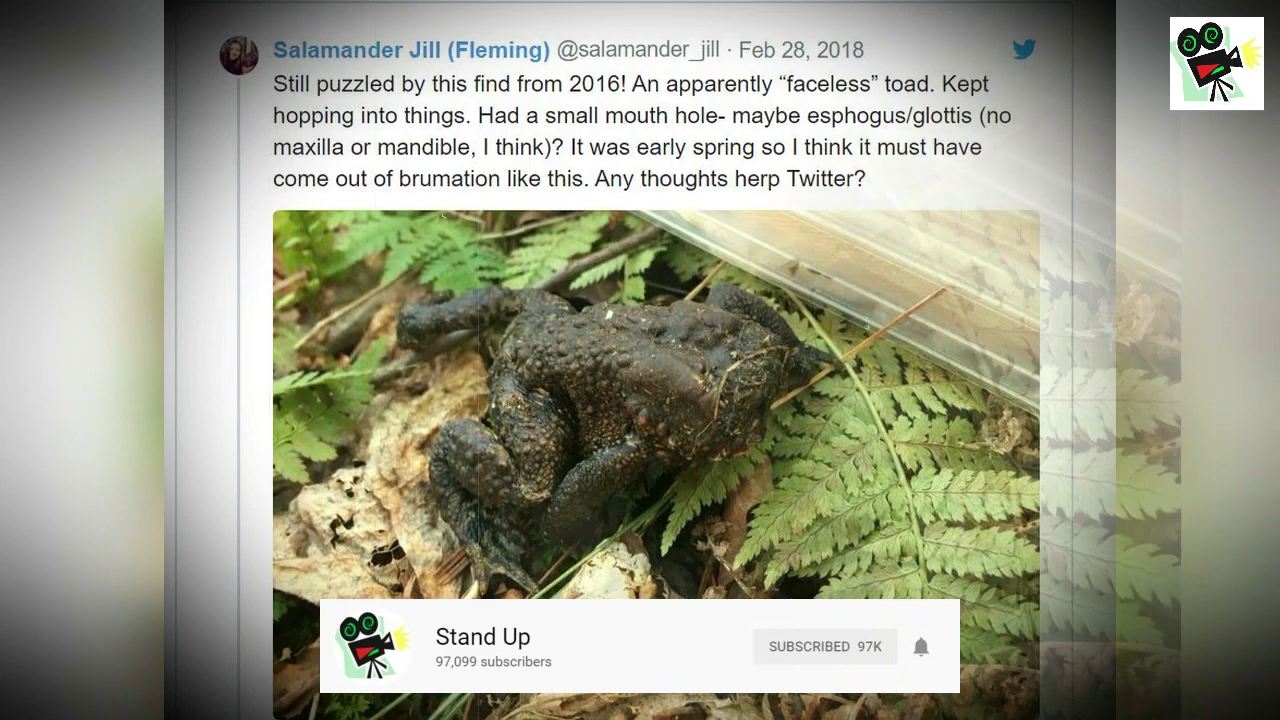 Salamander Jill (Fleming) @salamander_jill · Feb 28, 2018
Still puzzled by this find from 2016! An apparently “faceless” toad. Kept
hopping into things. Had a small mouth hole- maybe esphogus/glottis (no
maxilla or mandible, I think)? It was early spring so I think it must have
come out of brumation like this. Any thoughts herp Twitter?
Stand Up
97,099 subscribers
SUBSCRIBED 97K